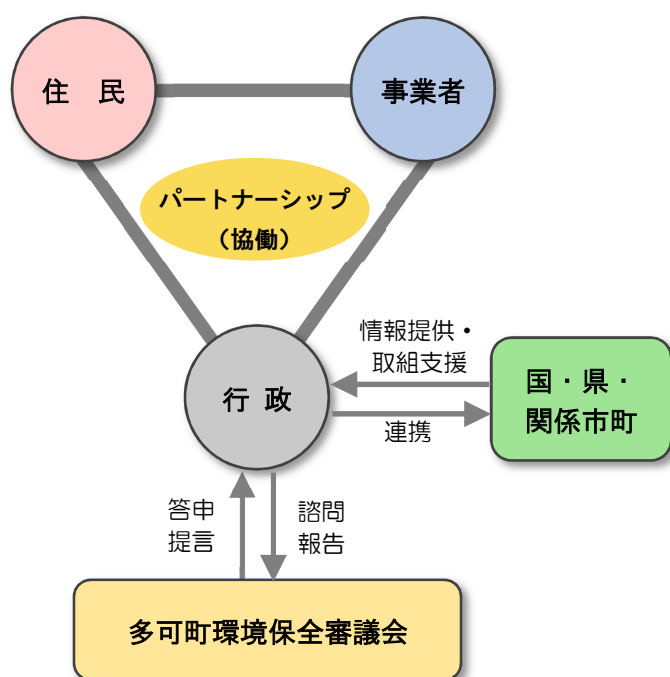 住　民
事業者
パートナーシップ
（協働）
情報提供・
取組支援
行 政
国・県・
関係市町
連携
答申
提言
諮問
報告
多可町環境保全審議会